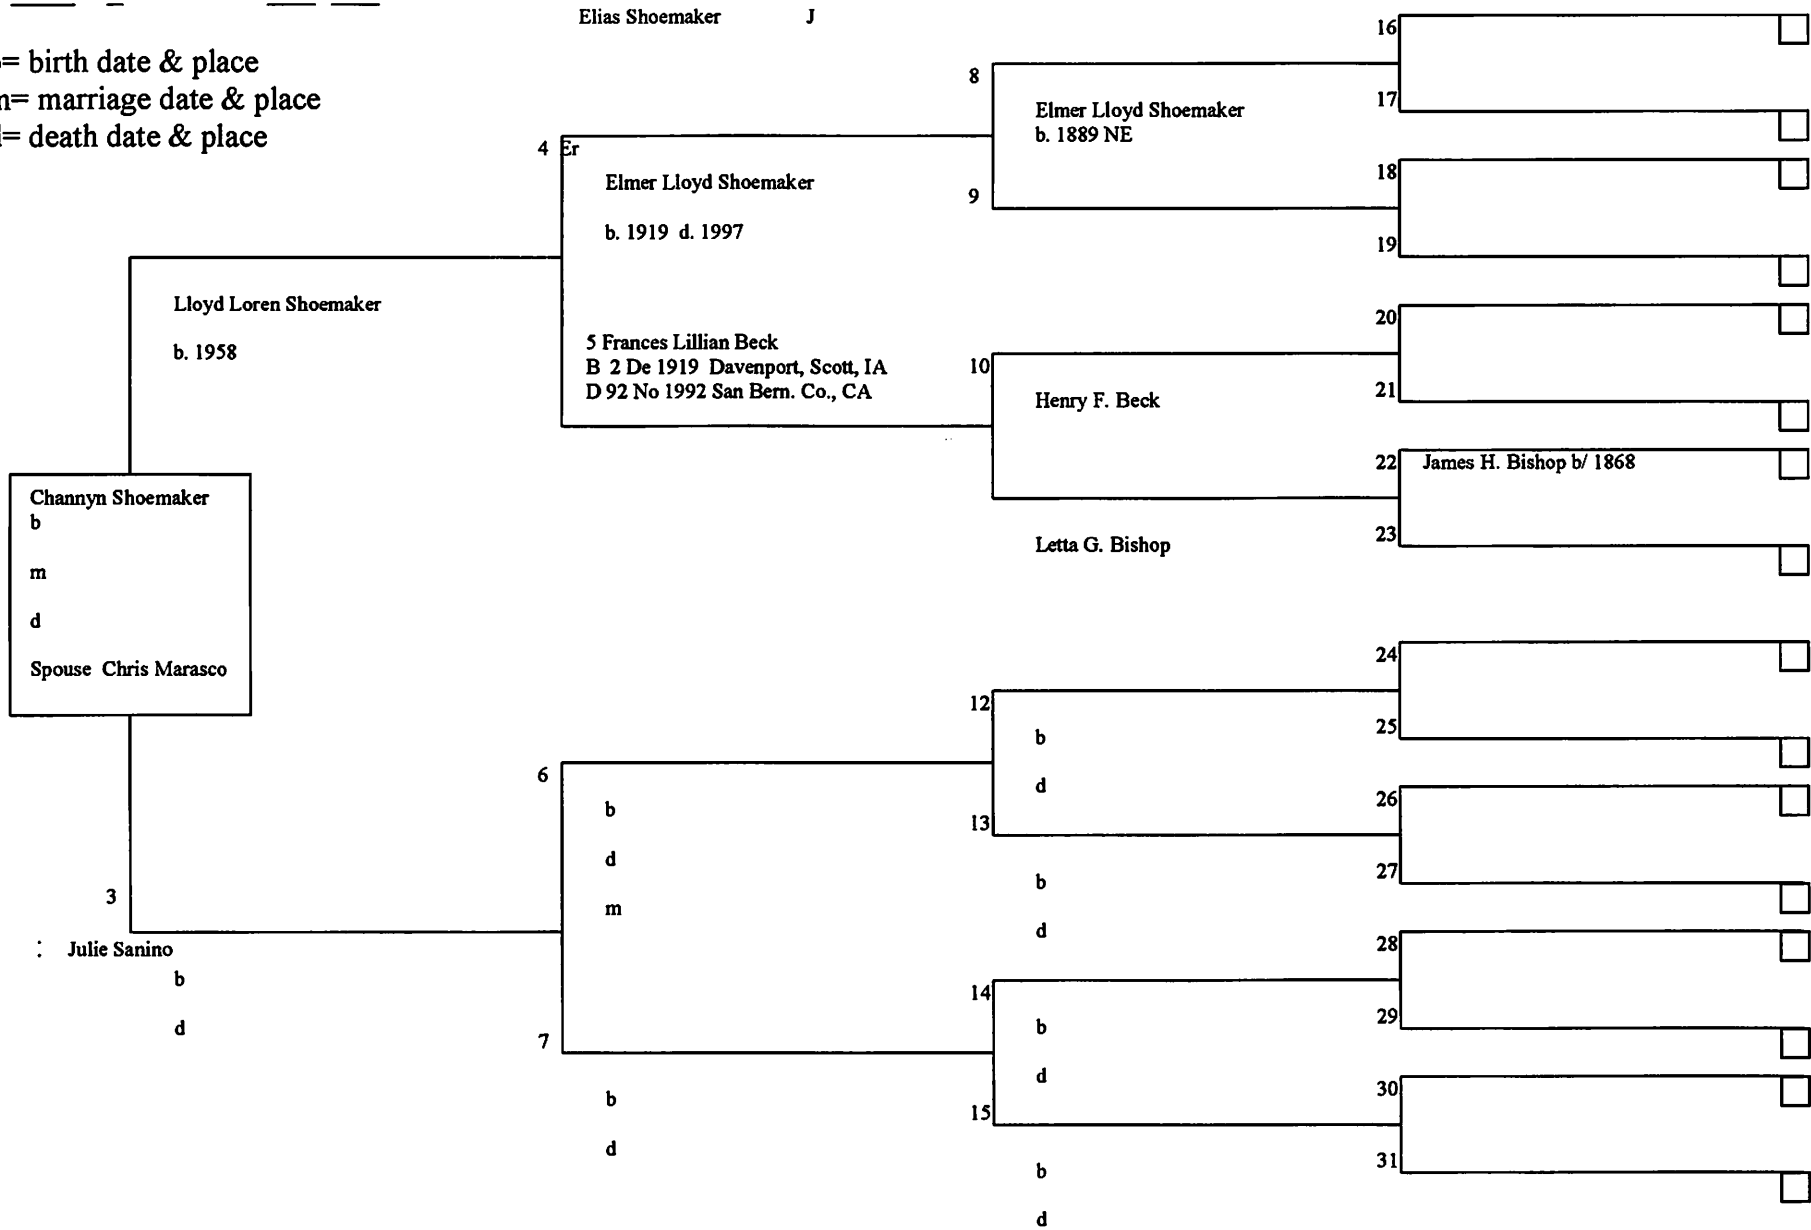 Elias Shoemaker J
= birth date & place
= marriage date & place
= death date & place
16
17
8
Elmer Lloyd Shoemaker
b. 1889 NE
4 Er
Elmer Lloyd Shoemaker
b. 1919 d. 1997
9
18
19
Lloyd Loren Shoemaker
b. 1958
5 Frances Lillian Beck
B 2 De 1919 Davenport, Scott, IA
D 92 No 1992 San Bern. Co., CA
10
Henry F. Beck
20
21
22 James H. Bishop b/ 1868
23
Letta G. Bishop
Channyn Shoemaker
b
m
d
Spouse Chris Marasco
24
25
12
b
d
6
b
d
m
13
b
d
26
27
3
: Julie Sanino
b
d
28
29
14
b
d
7
b
d
15
b
d
30
31